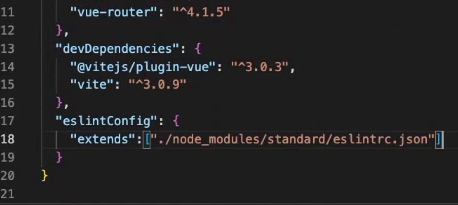 11 "vue-router": "^4.1.5"
12 },
13 "devDependencies": {
14 "@vitejs/plugin-vue": "^3.0.3",
15 "vite": "^3.0.9"
16 },
17 "eslintConfig": {
18 "extends":["./node_modules/standard/eslintrc.json"]
19 }
20 }
21